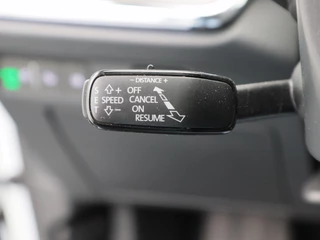 - DISTANCE +
S + OFF
E SPEED CANCEL
T - ON
RESUME